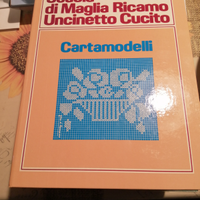 di Maglia Ricamo
Uncinetto Cucito
Cartamodelli